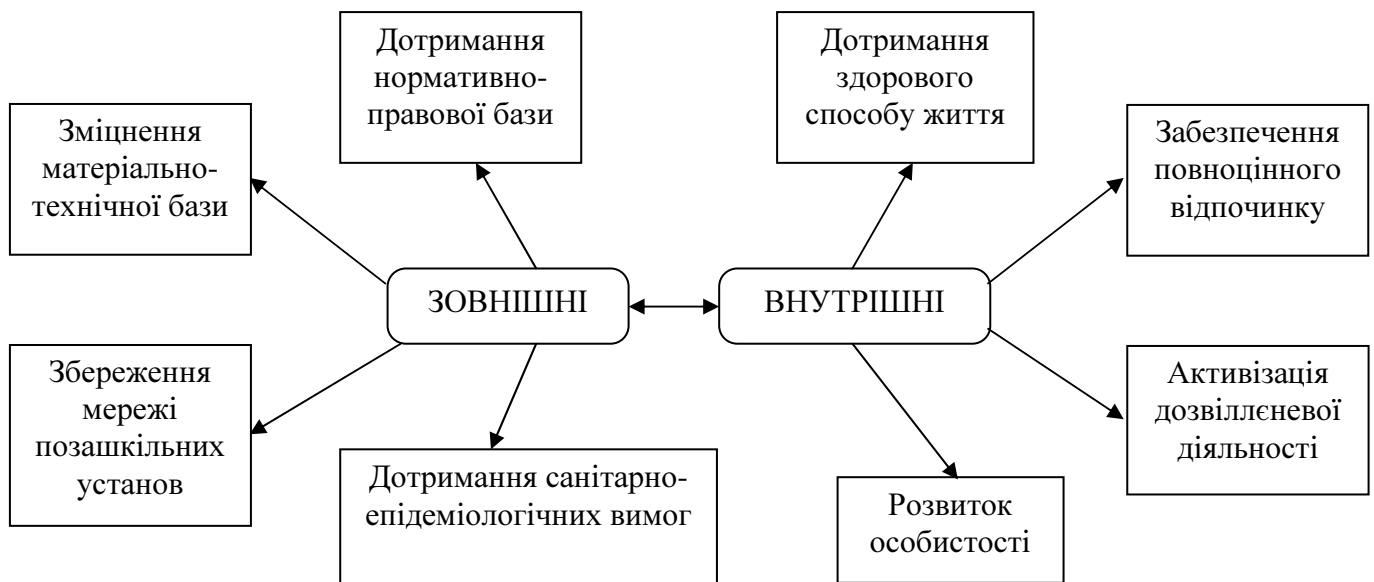 Дотримання
нормативно-
правової бази
Дотримання
здорового
способу життя
Зміцнення
матеріально-
технічної бази
Забезпечення
повноцінного
відпочинку
ЗОВНІШНІ
ВНУТРІШНІ
Збереження
мережі
позашкільних
установ
Активізація
дозвіллєневої
діяльності
Дотримання санітарно-
епідеміологічних вимог
Розвиток
особистості